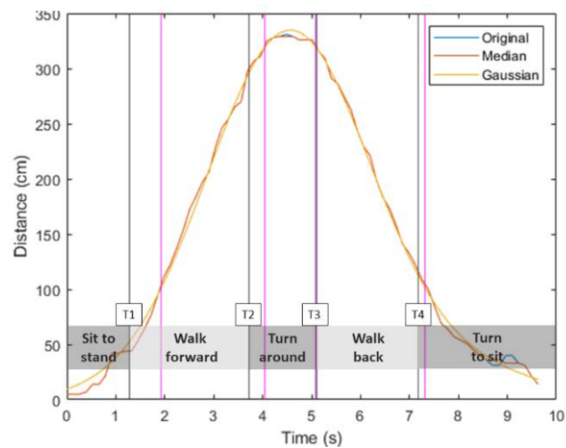 350
300
250
200
150
100
50
0
Distance (cm)
Original
Median
Gaussian
T1
T2
T3
T4
Sit to
stand
Walk
forward
Turn
around
Walk
back
Turn
to sit
0 1 2 3 4 5 6 7 8 9 10
Time (s)